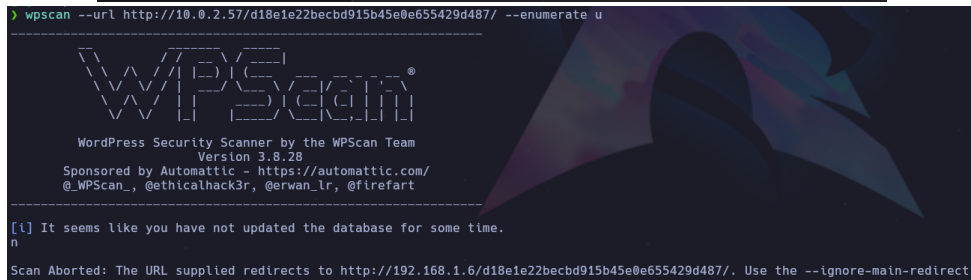 ❯ wpscan --url http://10.0.2.57/d18e1e22becbd915b45e0e655429d487/ --enumerate u
WPScan ®
WordPress Security Scanner by the WPScan Team
Version 3.8.28
Sponsored by Automattic - https://automattic.com/
@_WPScan_, @ethicalhack3r, @erwan_lr, @firefart
[i] It seems like you have not updated the database for some time.
n
Scan Aborted: The URL supplied redirects to http://192.168.1.6/d18e1e22becbd915b45e0e655429d487/. Use the --ignore-main-redirect